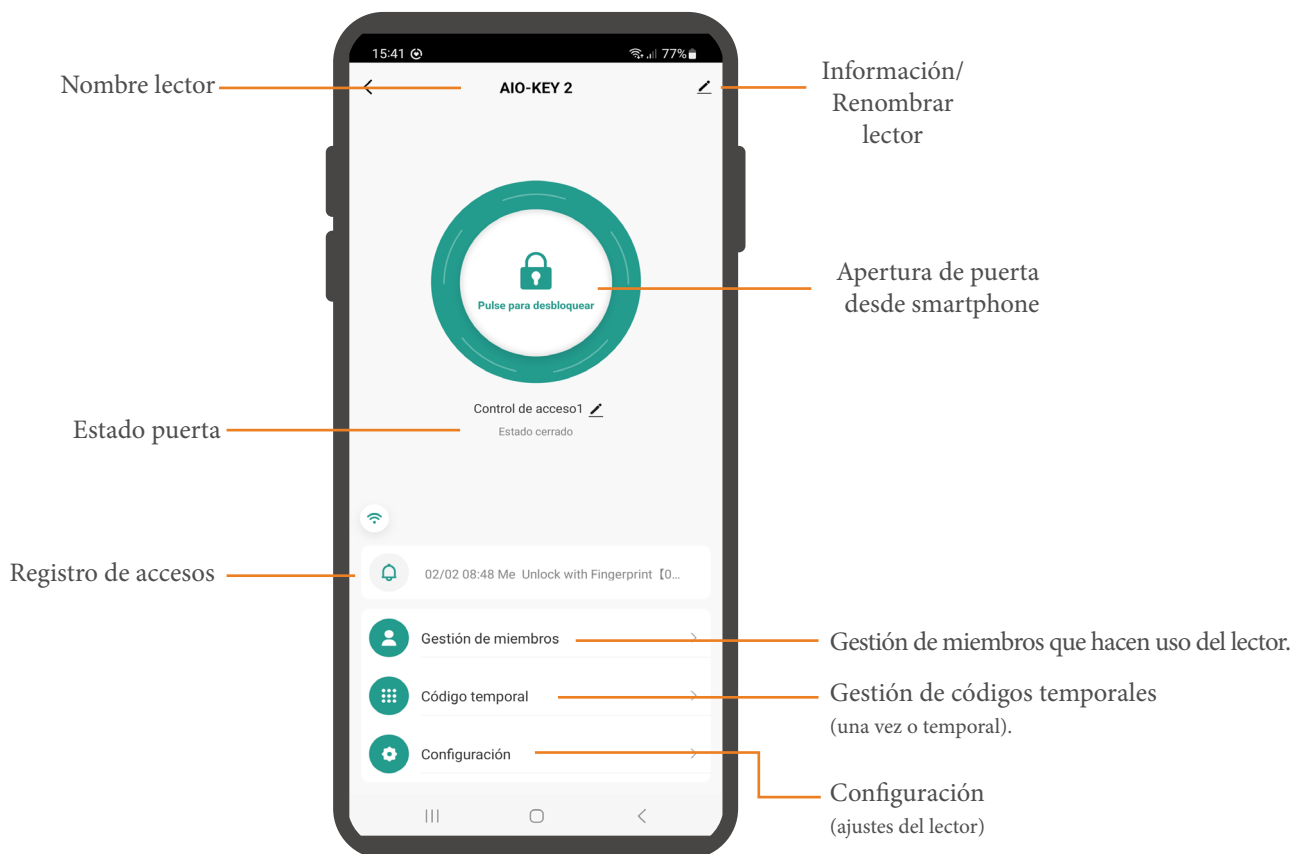 15:41 77%
Nombre lector
AIO-KEY 2
Información/
Renombrar
lector
Pulse para desbloquear
Apertura de puerta
desde smartphone
Control de acceso1
Estado puerta
Estado cerrado
Registro de accesos
02/02 08:48 Me Unlock with Fingerprint【0...
Gestión de miembros
Gestión de miembros que hacen uso del lector.
Código temporal
Gestión de códigos temporales
(una vez o temporal).
Configuración
Configuración
(ajustes del lector)